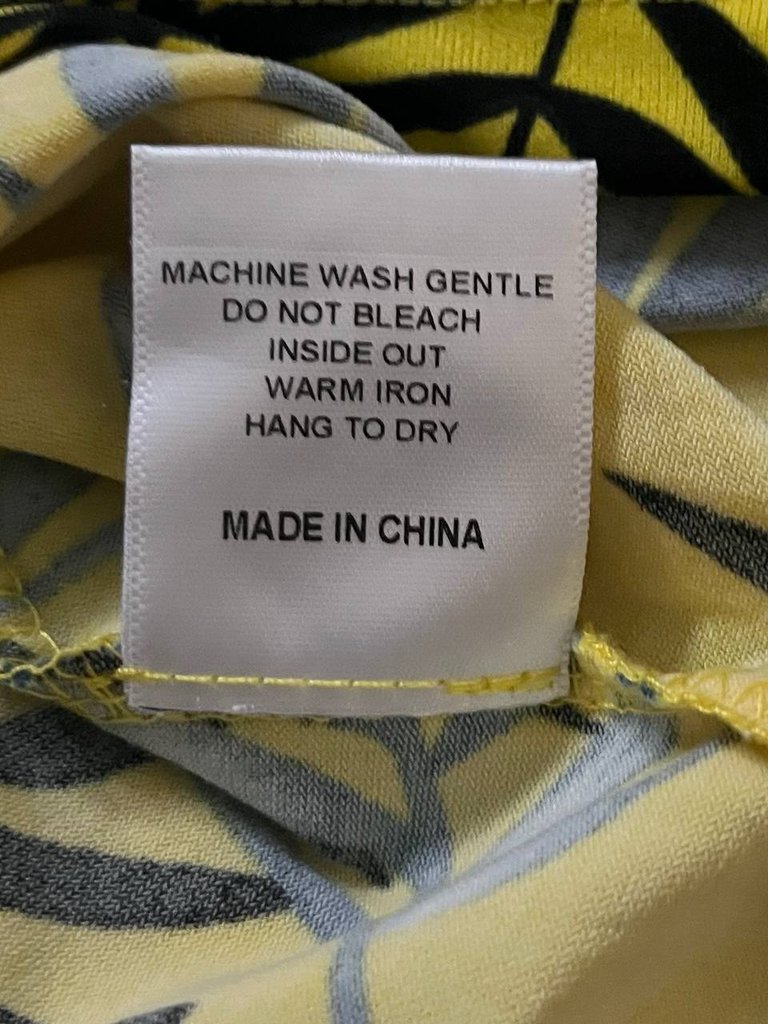 MACHINE WASH GENTLE
DO NOT BLEACH
INSIDE OUT
WARM IRON
HANG TO DRY
MADE IN CHINA